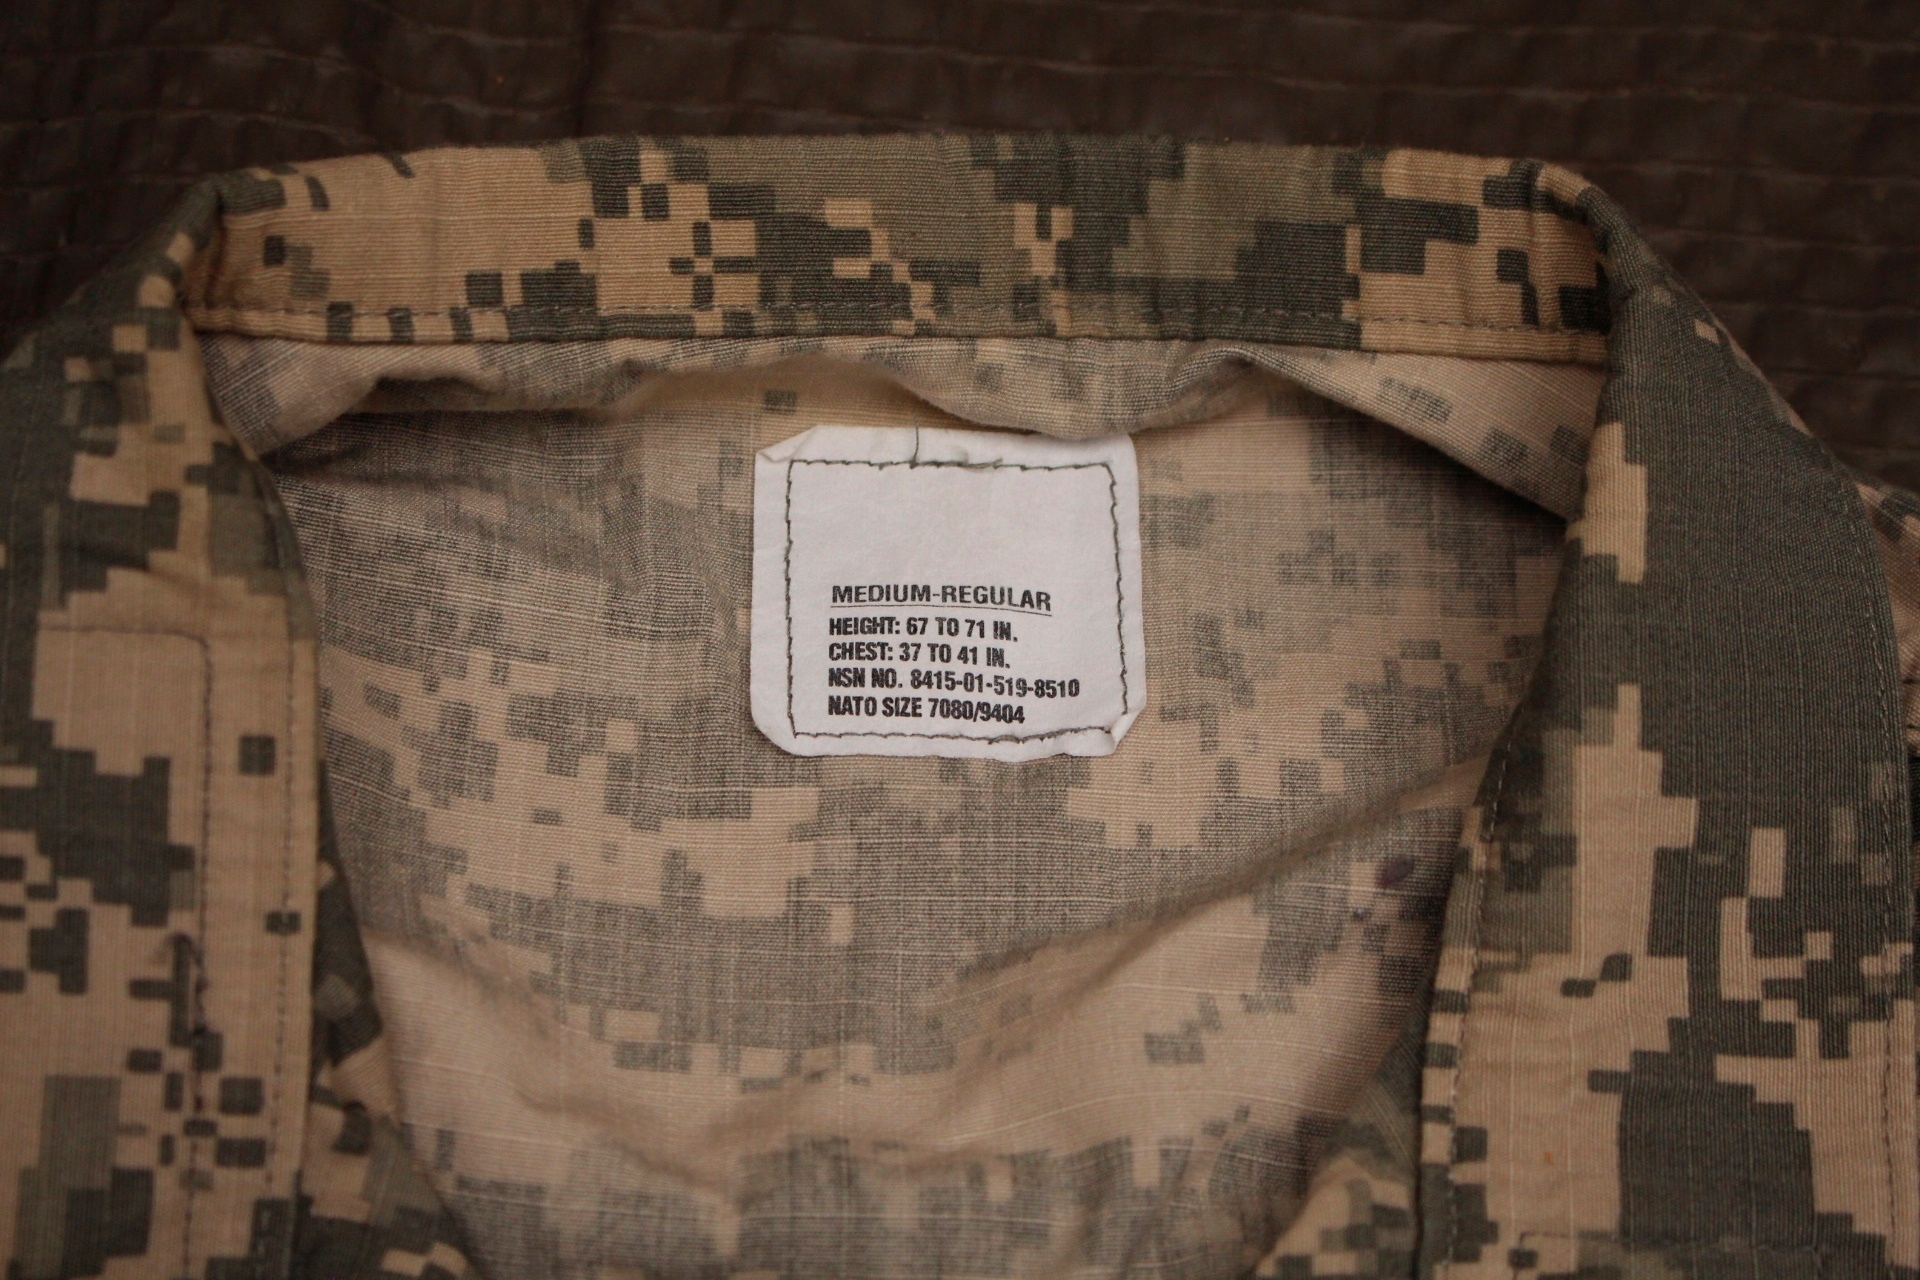 MEDIUM-REGULAR
HEIGHT: 67 TO 71 IN.
CHEST: 37 TO 41 IN.
NSN NO. 8415-01-519-8510
NATO SIZE 7080/9404